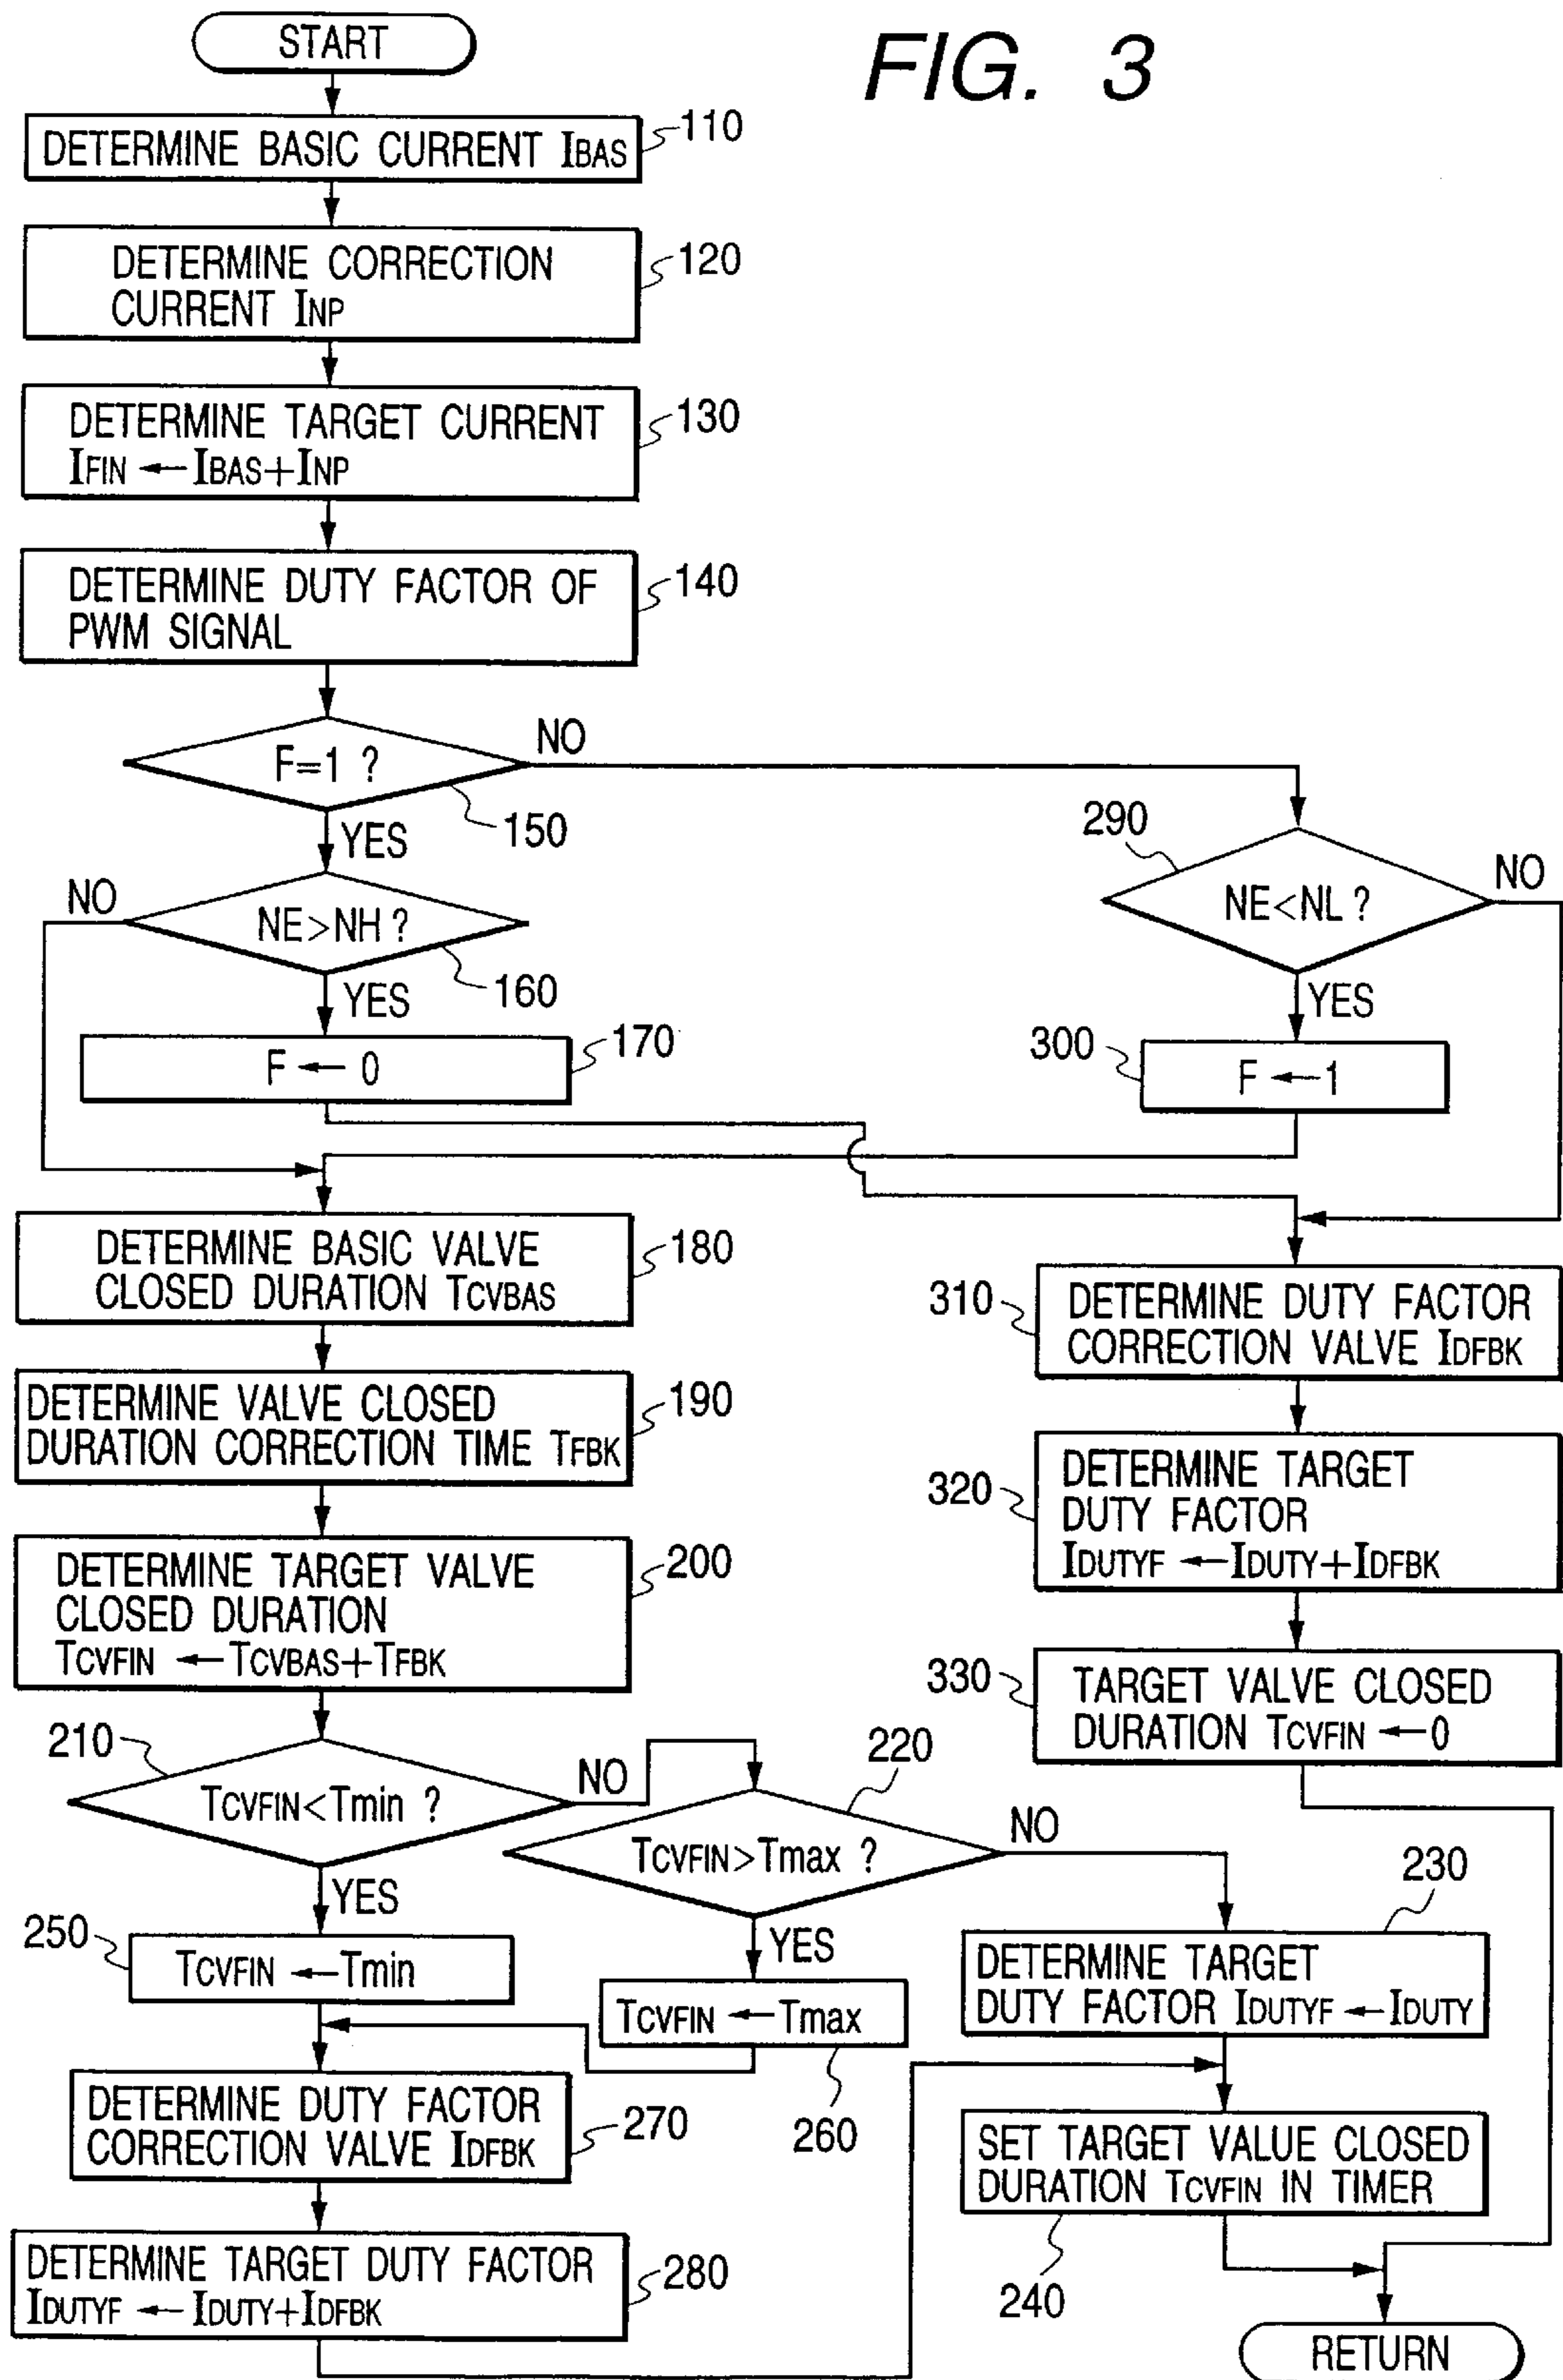 FIG. 3
START
DETERMINE BASIC CURRENT IBAS
110
DETERMINE CORRECTION
CURRENT INP
120
DETERMINE TARGET CURRENT
IFIN ← IBAS+INP
130
DETERMINE DUTY FACTOR OF
PWM SIGNAL
140
F=1 ?
NO
150
YES
290
NE<NL ?
NO
NO
NE>NH ?
160
YES
YES
F ← 0
170
300
F ← 1
DETERMINE BASIC VALVE
CLOSED DURATION TCVBAS
180
310
DETERMINE DUTY FACTOR
CORRECTION VALVE IDFBK
DETERMINE VALVE CLOSED
DURATION CORRECTION TIME TFBK
190
320
DETERMINE TARGET
DUTY FACTOR
IDUTYF ← IDUTY+IDFBK
DETERMINE TARGET VALVE
CLOSED DURATION
TCVFIN ← TCVBAS+TFBK
200
330
TARGET VALVE CLOSED
DURATION TCVFIN ← 0
210
TCVFIN<Tmin ?
NO
220
TCVFIN>Tmax ?
NO
YES
230
250
TCVFIN ← Tmin
YES
TCVFIN ← Tmax
260
DETERMINE TARGET
DUTY FACTOR IDUTYF ← IDUTY
DETERMINE DUTY FACTOR
CORRECTION VALVE IDFBK
270
SET TARGET VALUE CLOSED
DURATION TCVFIN IN TIMER
240
DETERMINE TARGET DUTY FACTOR
IDUTYF ← IDUTY+IDFBK
280
RETURN